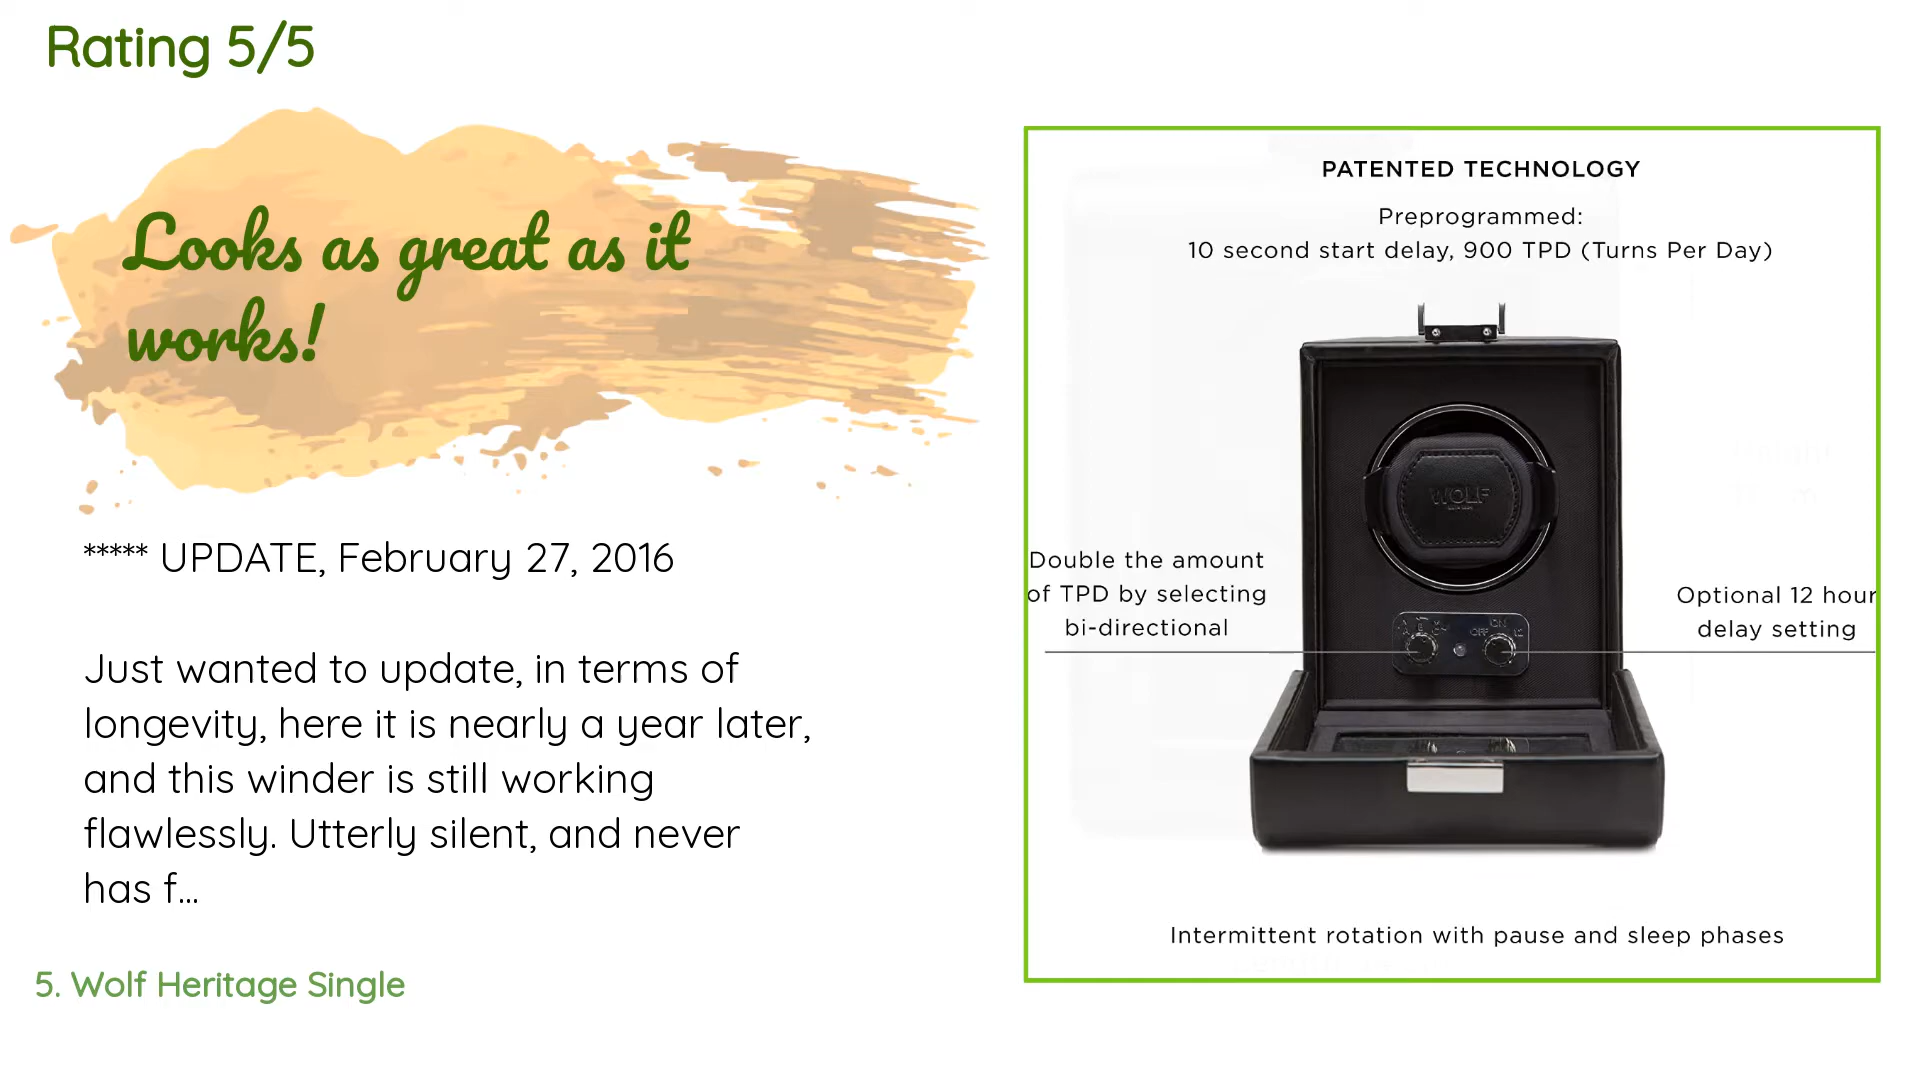 Rating 5/5
Looks as great as it
works!
***** UPDATE, February 27, 2016
Just wanted to update, in terms of
longevity, here it is nearly a year later,
and this winder is still working
flawlessly. Utterly silent, and never
has f...
5. Wolf Heritage Single
PATENTED TECHNOLOGY
Preprogrammed:
10 second start delay, 900 TPD (Turns Per Day)
WOLF
Double the amount
of TPD by selecting
bi-directional
Optional 12 hour
delay setting
OFF ON 12
Intermittent rotation with pause and sleep phases